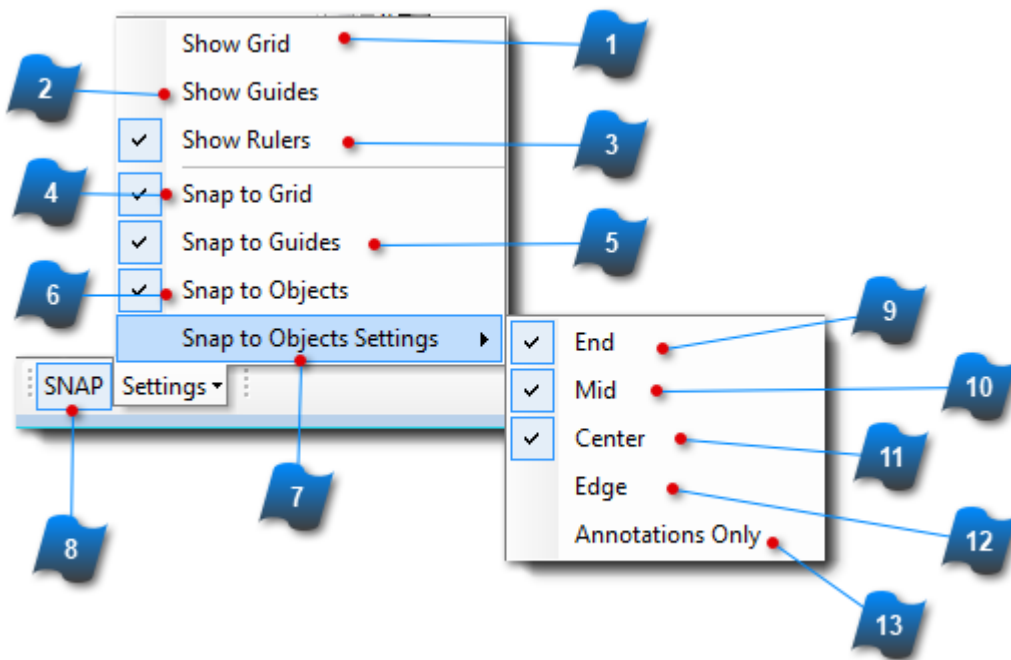 Show Grid
1
2
Show Guides
Show Rulers
3
4
Snap to Grid
Snap to Guides
5
6
Snap to Objects
Snap to Objects Settings
SNAP
Settings
7
8
End
9
Mid
10
Center
11
Edge
12
Annotations Only
13